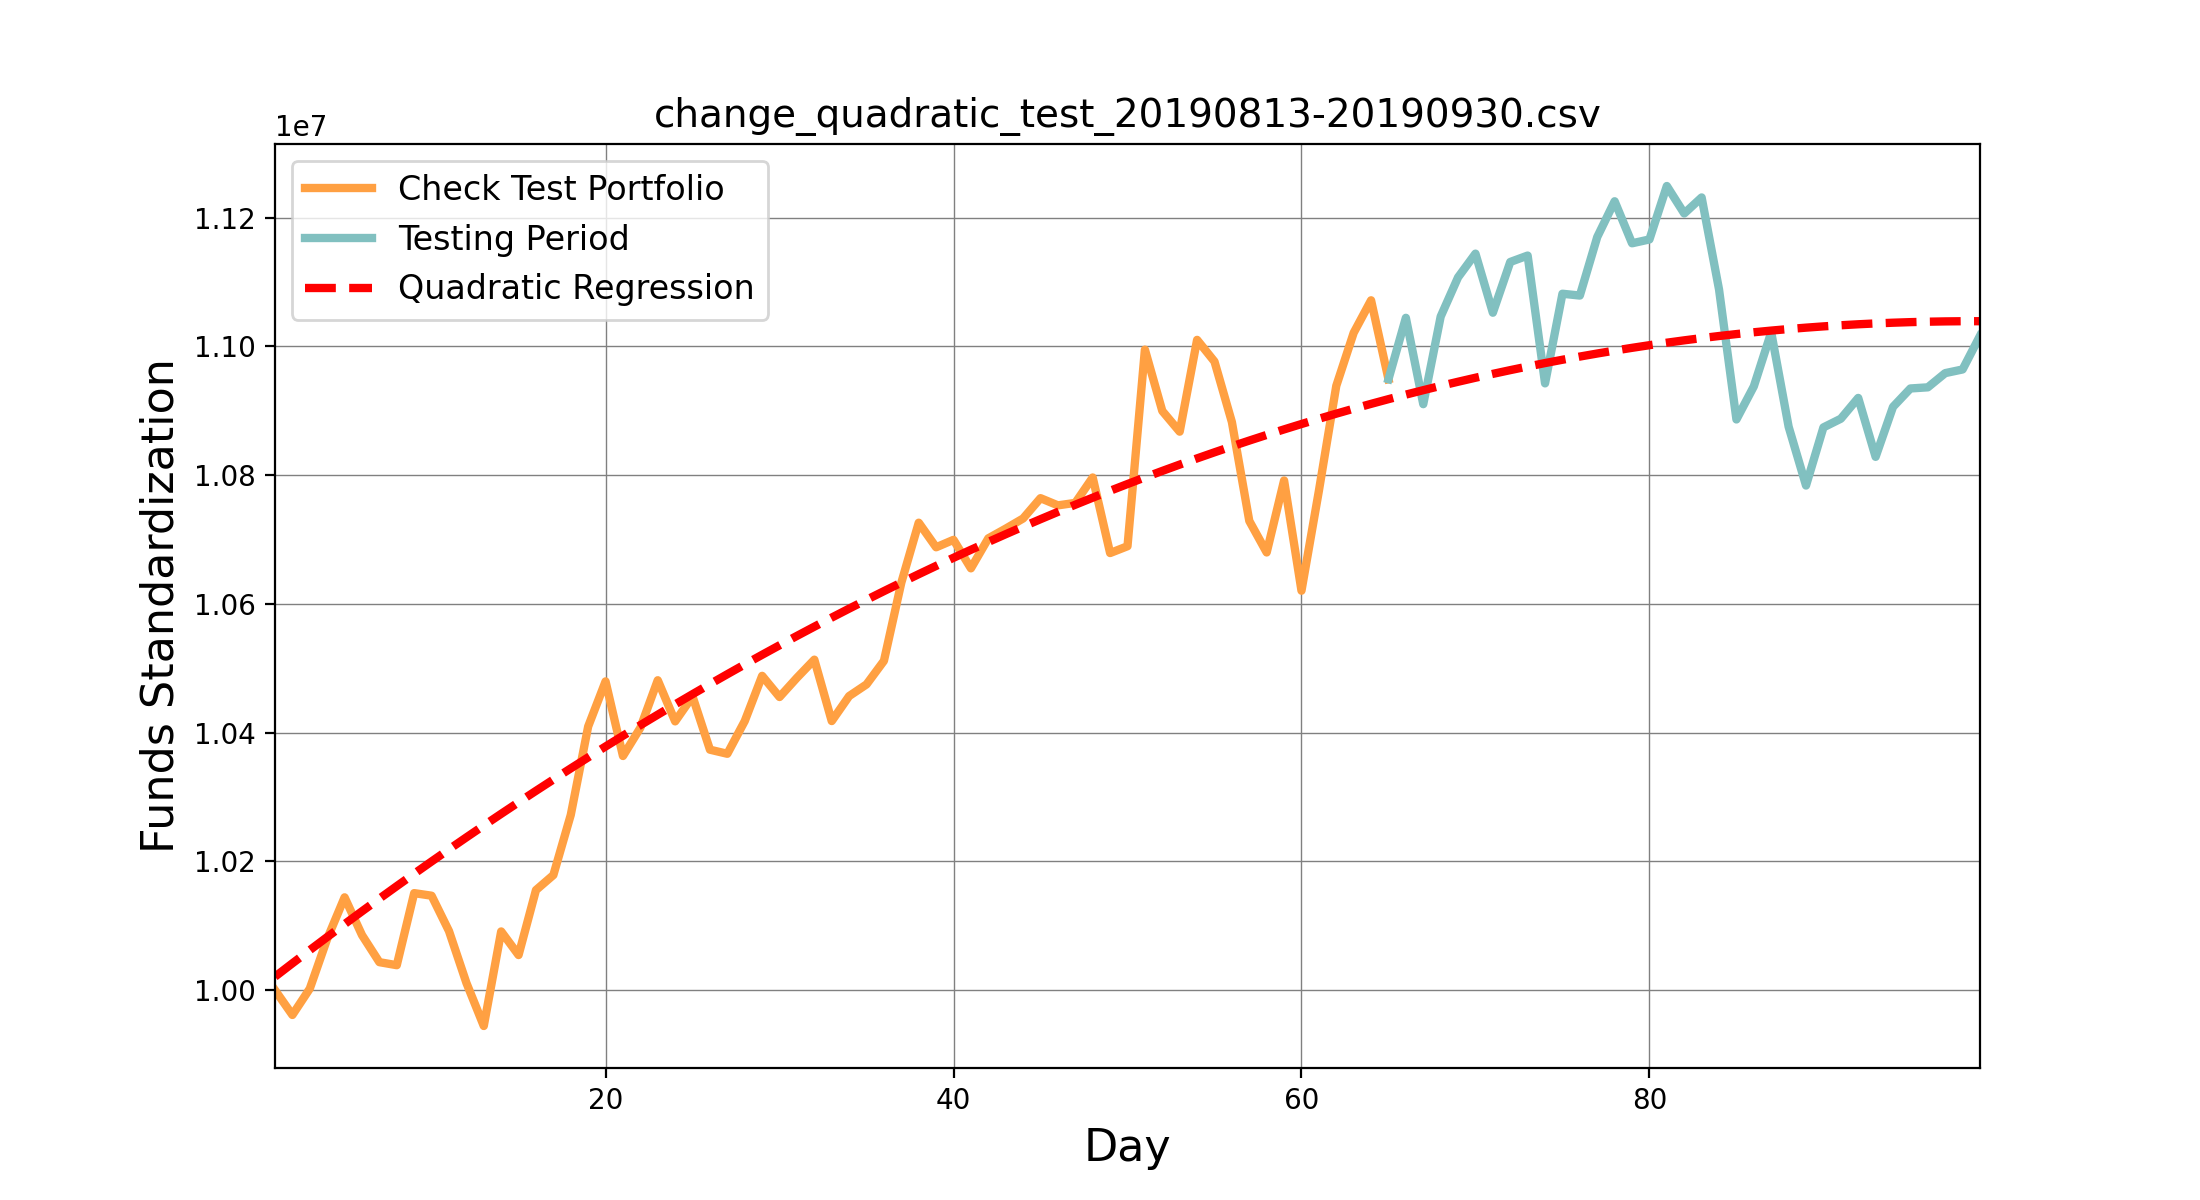 change_quadratic_test_20190813-20190930.csv
1e7
Check Test Portfolio
Testing Period
Quadratic Regression
1.12
1.10
1.08
1.06
1.04
1.02
1.00
Funds Standardization
20 40 60 80
Day